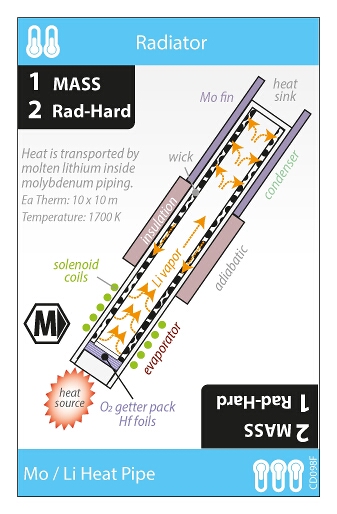 Radiator
1 MASS
2 Rad-Hard
Heat is transported by
molten lithium inside
molybdenum piping.
Ea Therm: 10 x 10 m
Temperature: 1700 K
Mo fin
heat
sink
wick
condenser
insulation
Li vapor
adiabatic
solenoid
coils
M
evaporator
heat
source
O₂ getter pack
Hf foils
2 MASS
1 Rad-Hard
Mo / Li Heat Pipe
CD098F